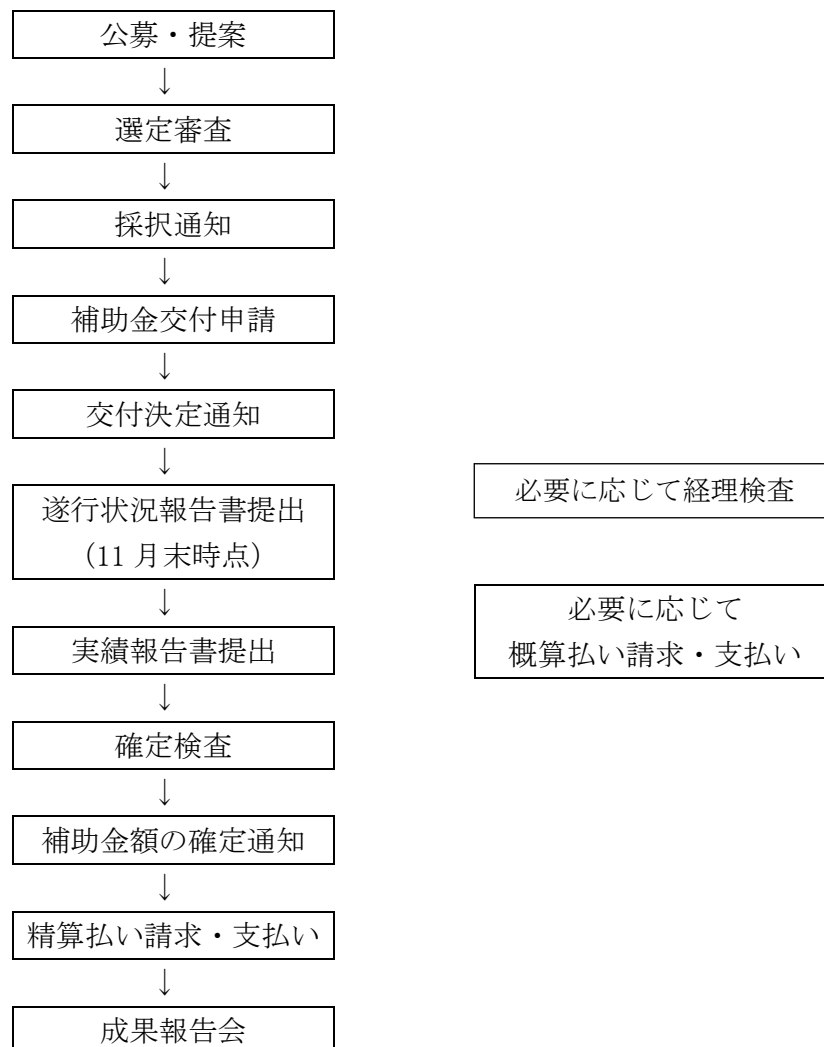 公募・提案
↓
選定審査
↓
採択通知
↓
補助金交付申請
↓
交付決定通知
↓
遂行状況報告書提出
（11 月末時点）
↓
実績報告書提出
↓
確定検査
↓
補助金額の確定通知
↓
精算払い請求・支払い
↓
成果報告会
必要に応じて経理検査
必要に応じて
概算払い請求・支払い